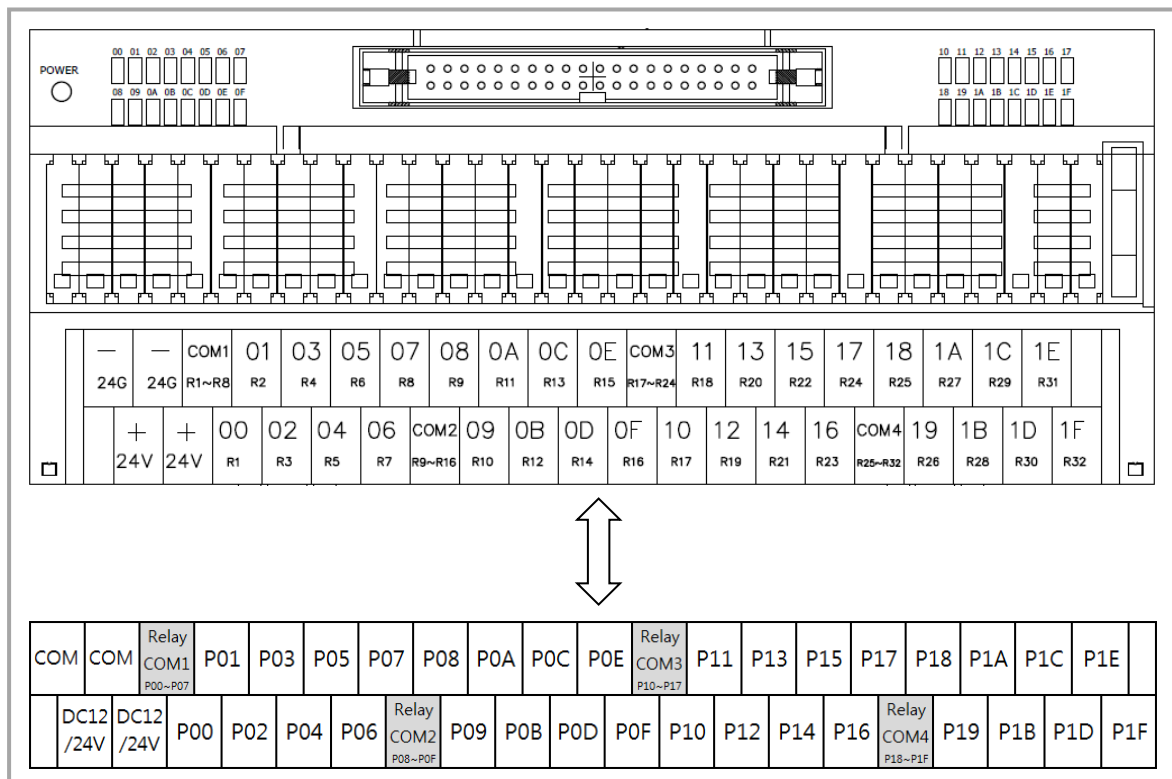 00 01 02 03 04 05 06 07
10 11 12 13 14 15 16 17
POWER
08 09 0A 0B 0C 0D 0E 0F
18 19 1A 1B 1C 1D 1E 1F
— — COM1 01 03 05 07 08 0A 0C 0E COM3 11 13 15 17 18 1A 1C 1E
24G 24G R1~R8 R2 R4 R6 R8 R9 R11 R13 R15 R17~R24 R18 R20 R22 R24 R25 R27 R29 R31
+ + 00 02 04 06 COM2 09 0B 0D 0F 10 12 14 16 COM4 19 1B 1D 1F
24V 24V R1 R3 R5 R7 R9~R16 R10 R12 R14 R16 R17 R19 R21 R23 R25~R32 R26 R28 R30 R32
Relay Relay
COM COM COM1 P01 P03 P05 P07 P08 P0A P0C P0E COM3 P11 P13 P15 P17 P18 P1A P1C P1E
P00~P07 P10~P17
DC12 DC12 Relay Relay
/24V /24V P00 P02 P04 P06 COM2 P09 P0B P0D P0F P10 P12 P14 P16 COM4 P19 P1B P1D P1F
P08~P0F P18~P1F